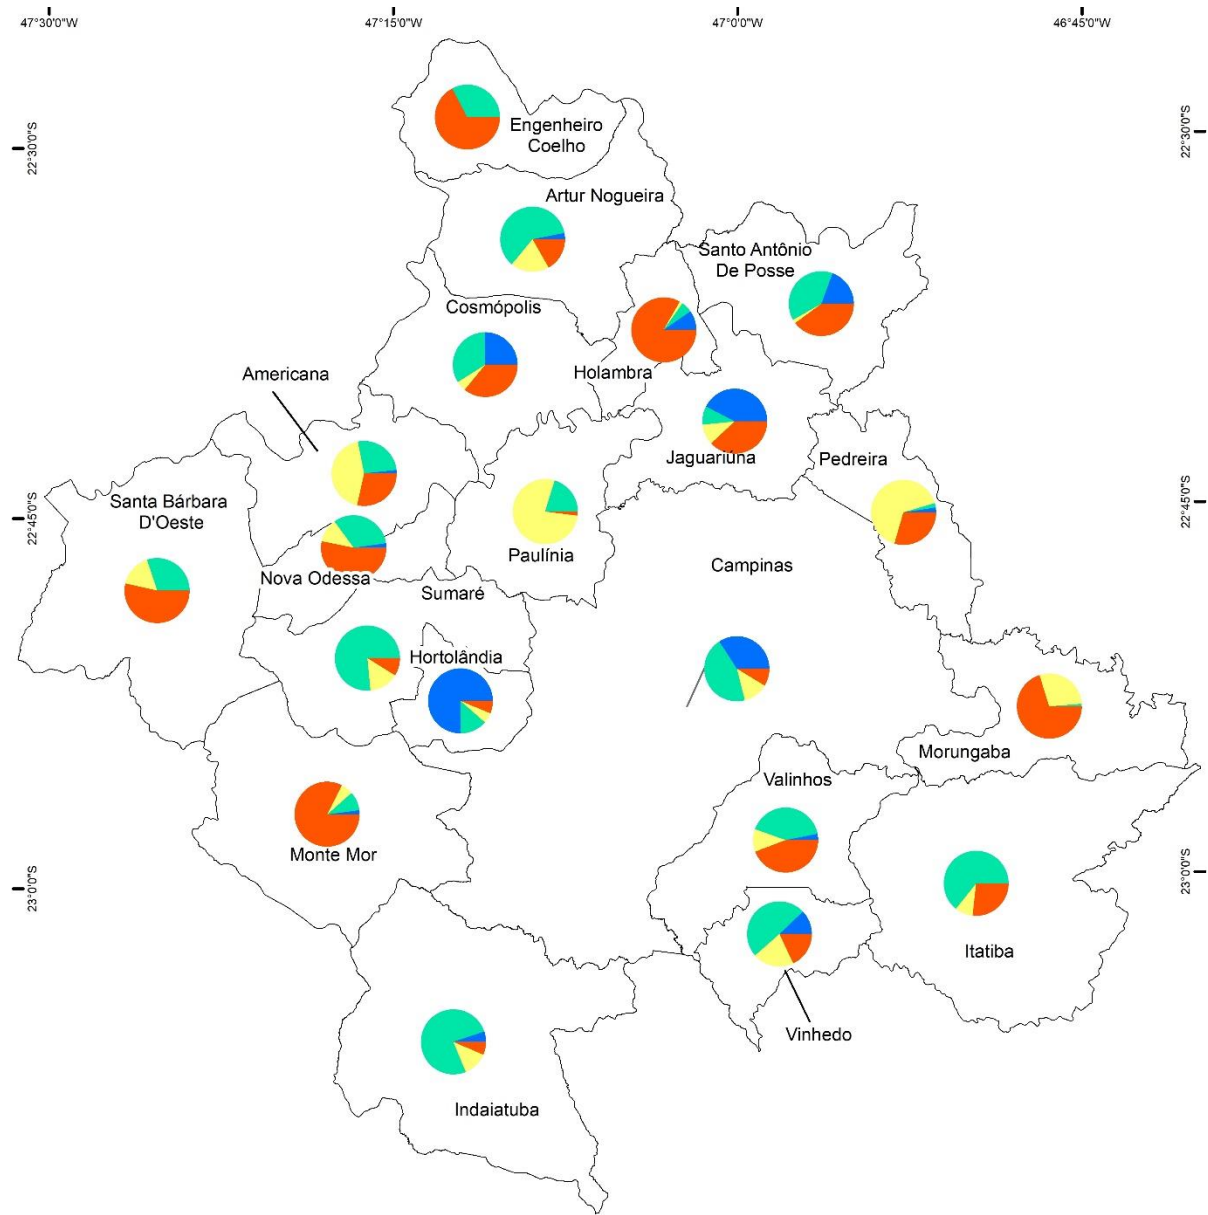 47°30'0"W
47°15'0"W
47°0'0"W
46°45'0"W
22°30'0"S
22°30'0"S
Engenheiro
Coelho
Artur Nogueira
Santo Antônio
De Posse
Cosmópolis
Holambra
Americana
Jaguariúna
Pedreira
Santa Bárbara
D'Oeste
22°45'0"S
22°45'0"S
Paulínia
Campinas
Nova Odessa
Sumaré
Hortolândia
Morungaba
Valinhos
Monte Mor
23°0'0"S
23°0'0"S
Itatiba
Vinhedo
Indaiatuba